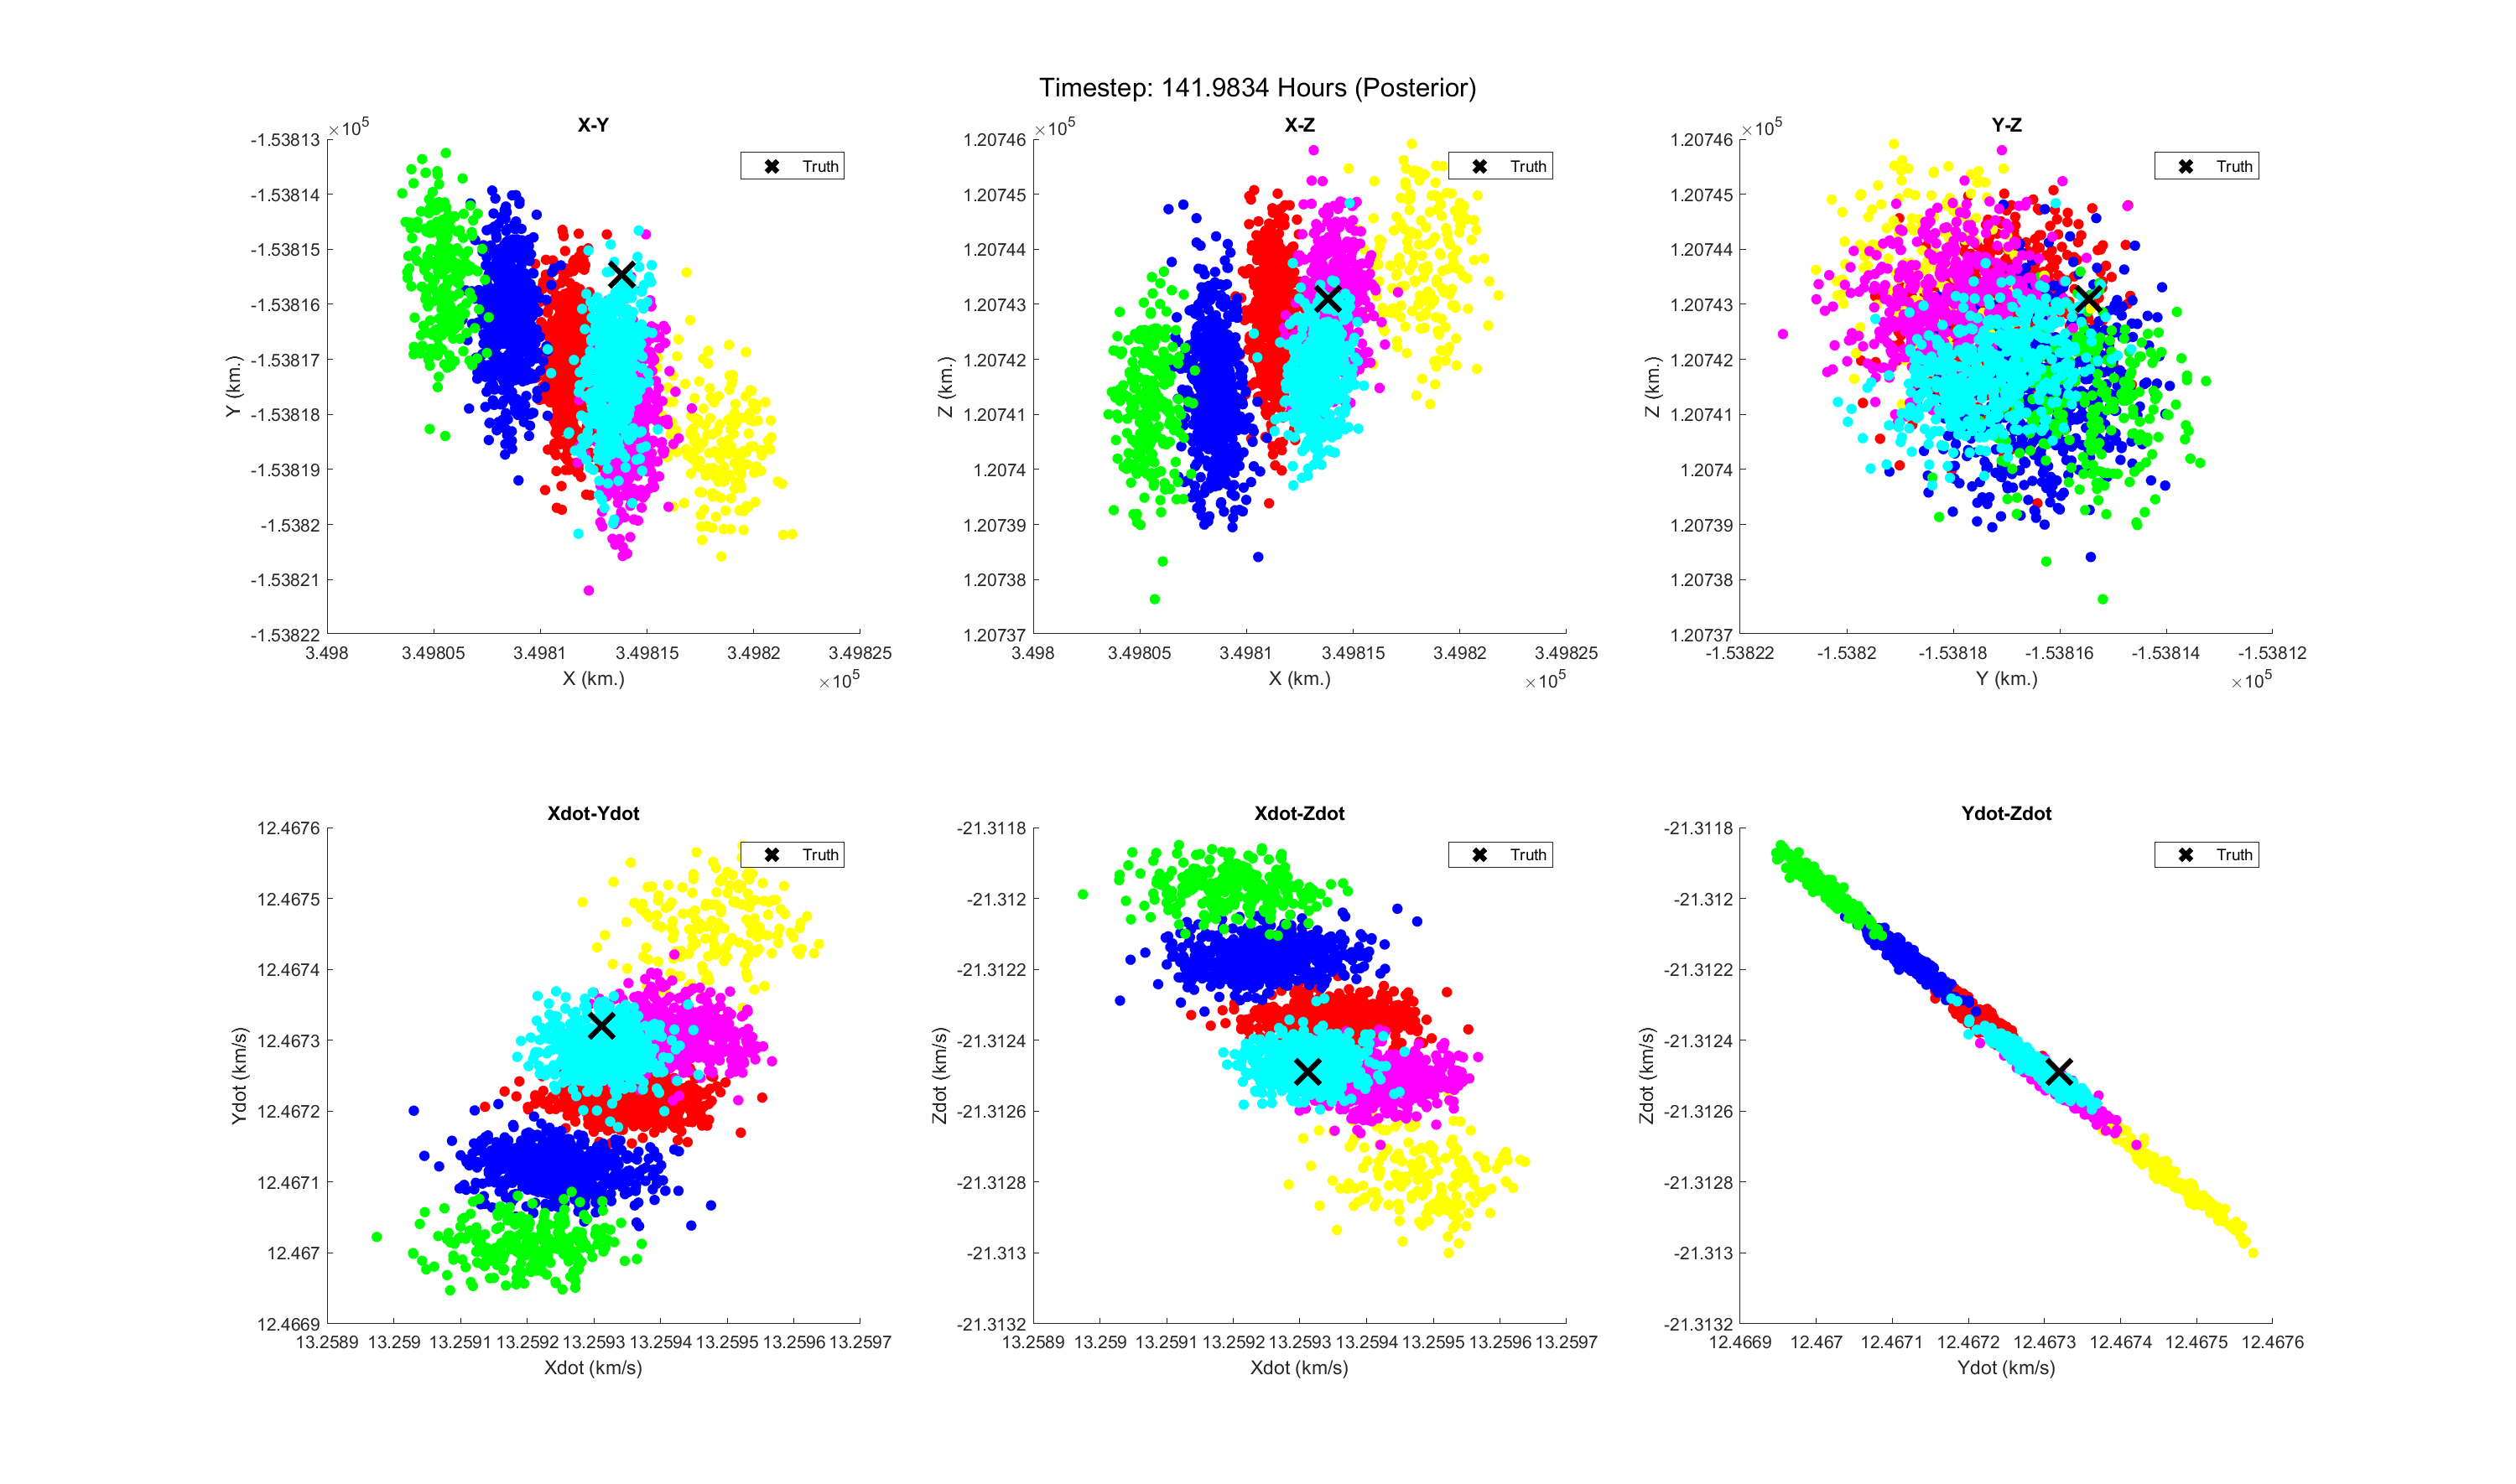 Timestep: 141.9834 Hours (Posterior)
X-Y
×10^5
-1.53813
-1.53814
-1.53815
-1.53816
-1.53817
-1.53818
-1.53819
-1.5382
-1.53821
-1.53822
Y (km.)
3.498 3.49805 3.4981 3.49815 3.4982 3.49825
X (km.)
×10^5
Truth
X-Z
×10^5
1.20746
1.20745
1.20744
1.20743
1.20742
1.20741
1.2074
1.20739
1.20738
1.20737
Z (km.)
3.498 3.49805 3.4981 3.49815 3.4982 3.49825
X (km.)
×10^5
Truth
Y-Z
×10^5
1.20746
1.20745
1.20744
1.20743
1.20742
1.20741
1.2074
1.20739
1.20738
1.20737
Z (km.)
-1.53822 -1.5382 -1.53818 -1.53816 -1.53814 -1.53812
Y (km.)
×10^5
Truth
Xdot-Ydot
12.4676
12.4675
12.4674
12.4673
12.4672
12.4671
12.467
12.4669
Ydot (km/s)
13.2589 13.259 13.2591 13.2592 13.2593 13.2594 13.2595 13.2596 13.2597
Xdot (km/s)
Truth
Xdot-Zdot
-21.3118
-21.312
-21.3122
-21.3124
-21.3126
-21.3128
-21.313
-21.3132
Zdot (km/s)
13.2589 13.259 13.2591 13.2592 13.2593 13.2594 13.2595 13.2596 13.2597
Xdot (km/s)
Truth
Ydot-Zdot
-21.3118
-21.312
-21.3122
-21.3124
-21.3126
-21.3128
-21.313
-21.3132
Zdot (km/s)
12.4669 12.467 12.4671 12.4672 12.4673 12.4674 12.4675 12.4676
Ydot (km/s)
Truth